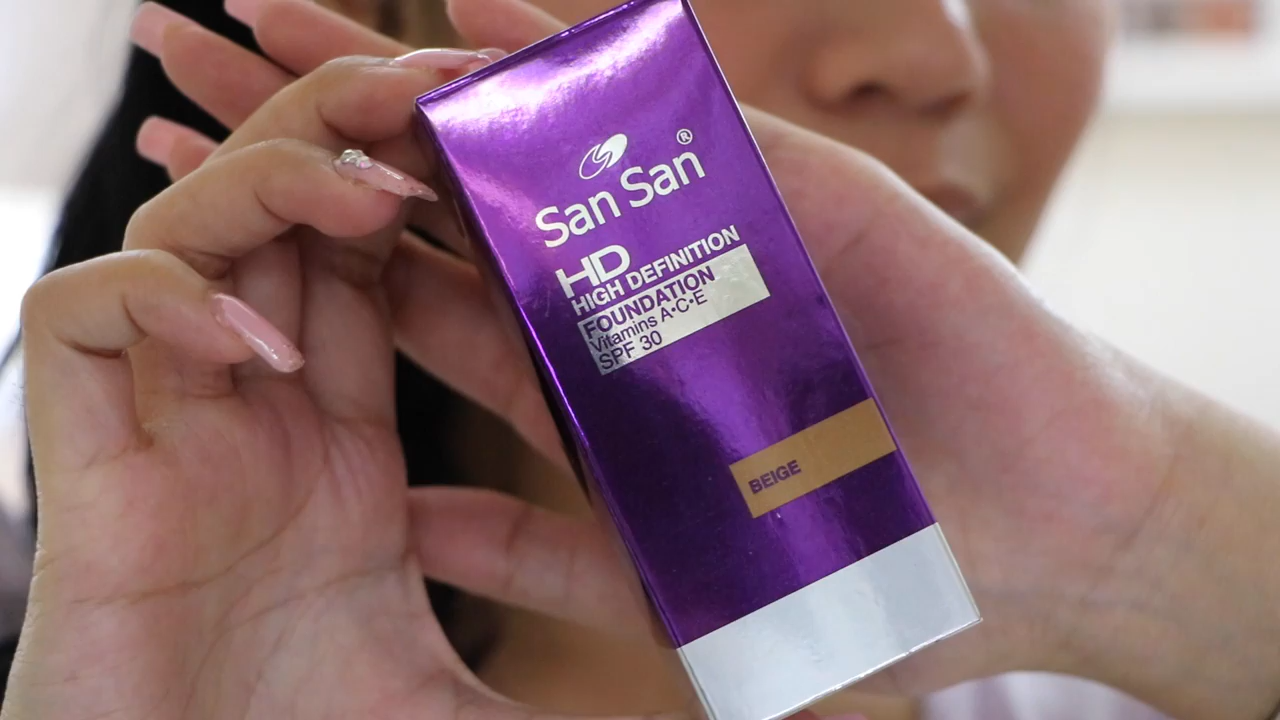 San San®
HD
HIGH DEFINITION
FOUNDATION
Vitamins A•C•E
SPF 30
BEIGE